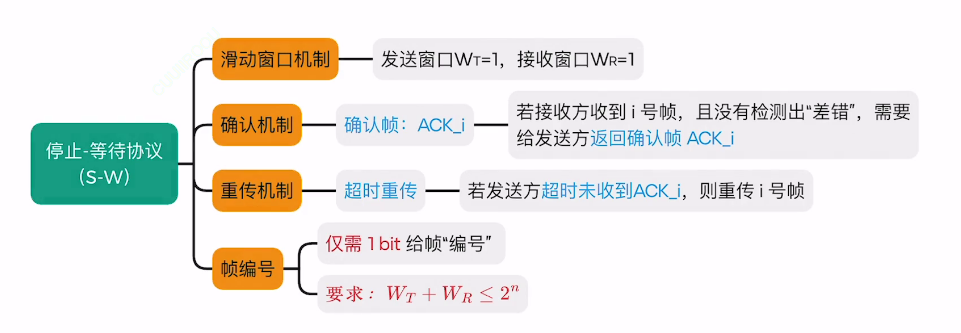 停止-等待协议
（S-W）
滑动窗口机制
发送窗口WT=1，接收窗口WR=1
确认机制
确认帧：ACK_i
若接收方收到 i 号帧，且没有检测出“差错”，需要
给发送方返回确认帧 ACK_i
重传机制
超时重传
若发送方超时未收到ACK_i，则重传 i 号帧
帧编号
仅需 1 bit 给帧“编号”
要求：W_T + W_R ≤ 2^n